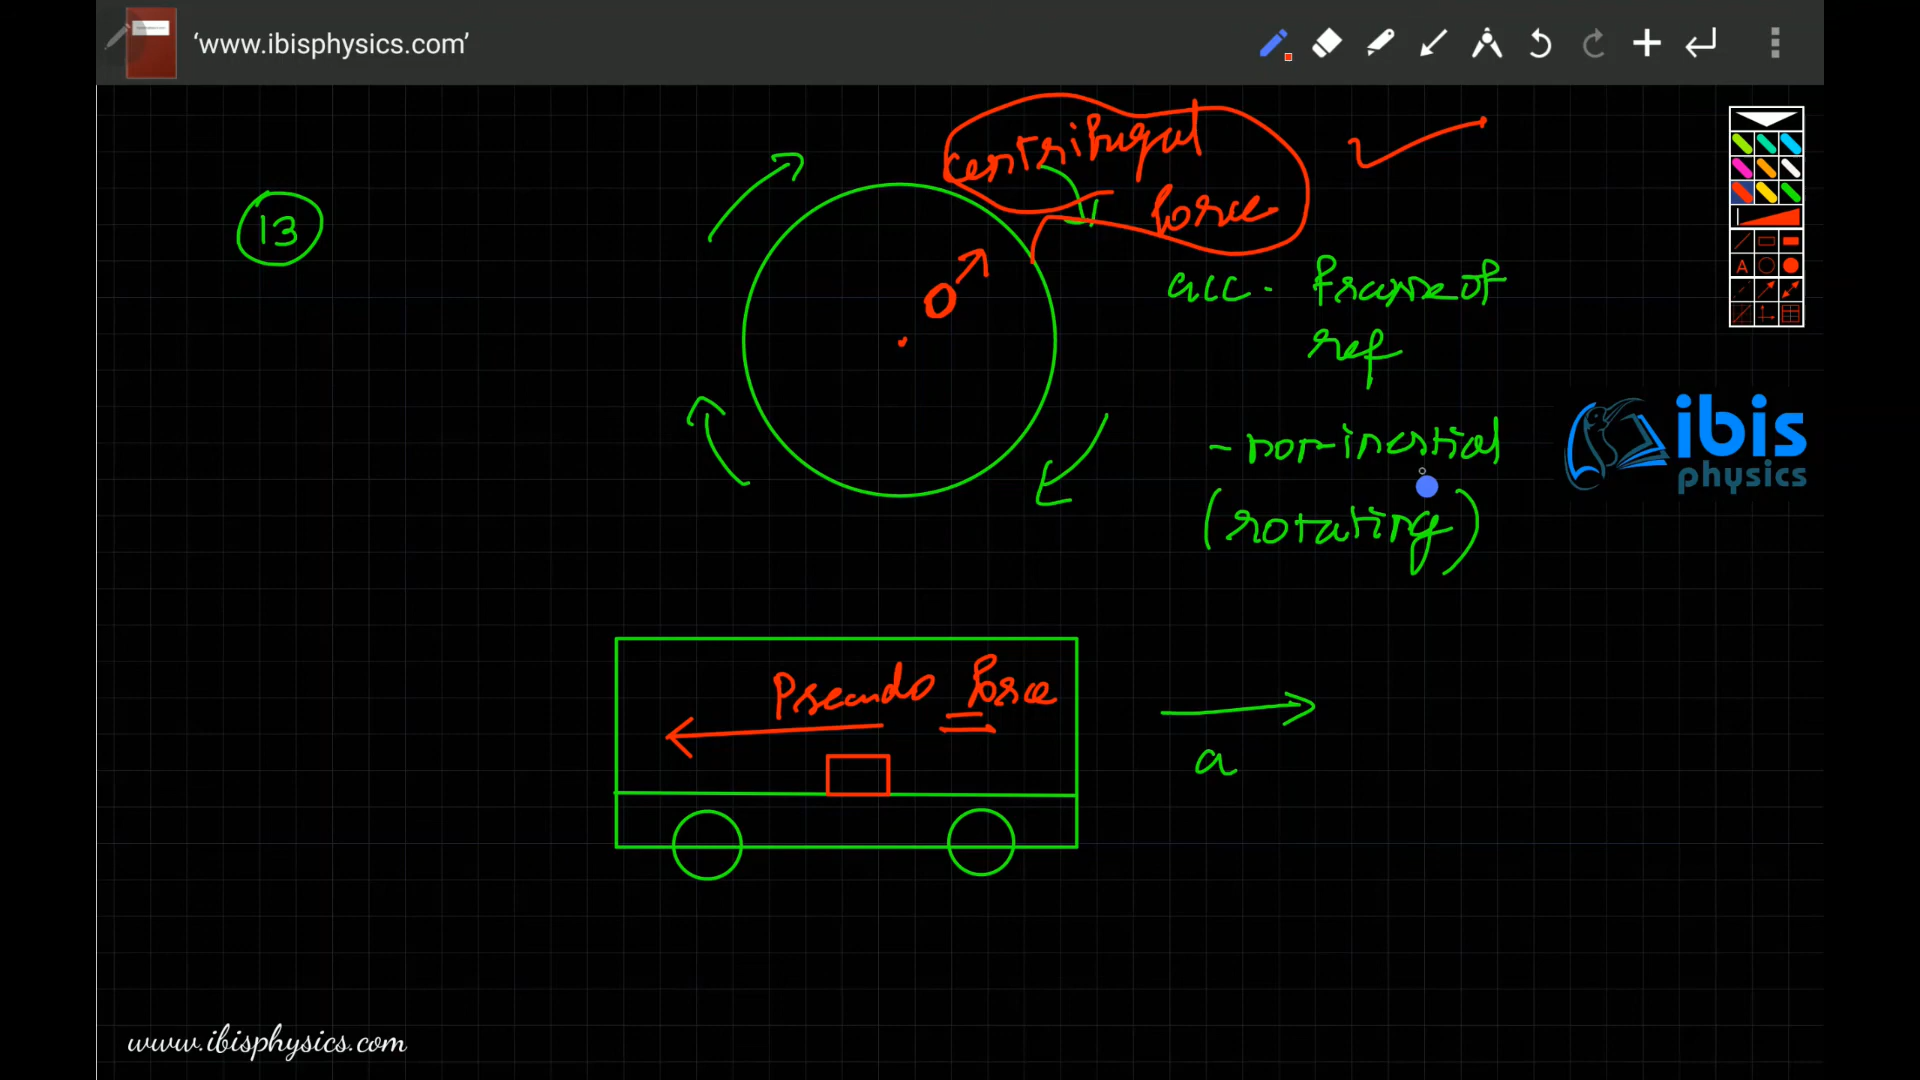 ‘www.ibisphysics.com’
13
centrifugal
force
acc. frame of
ref
- non-inertial
(rotating)
ibis
physics
Pseudo force
a
A
www.ibisphysics.com